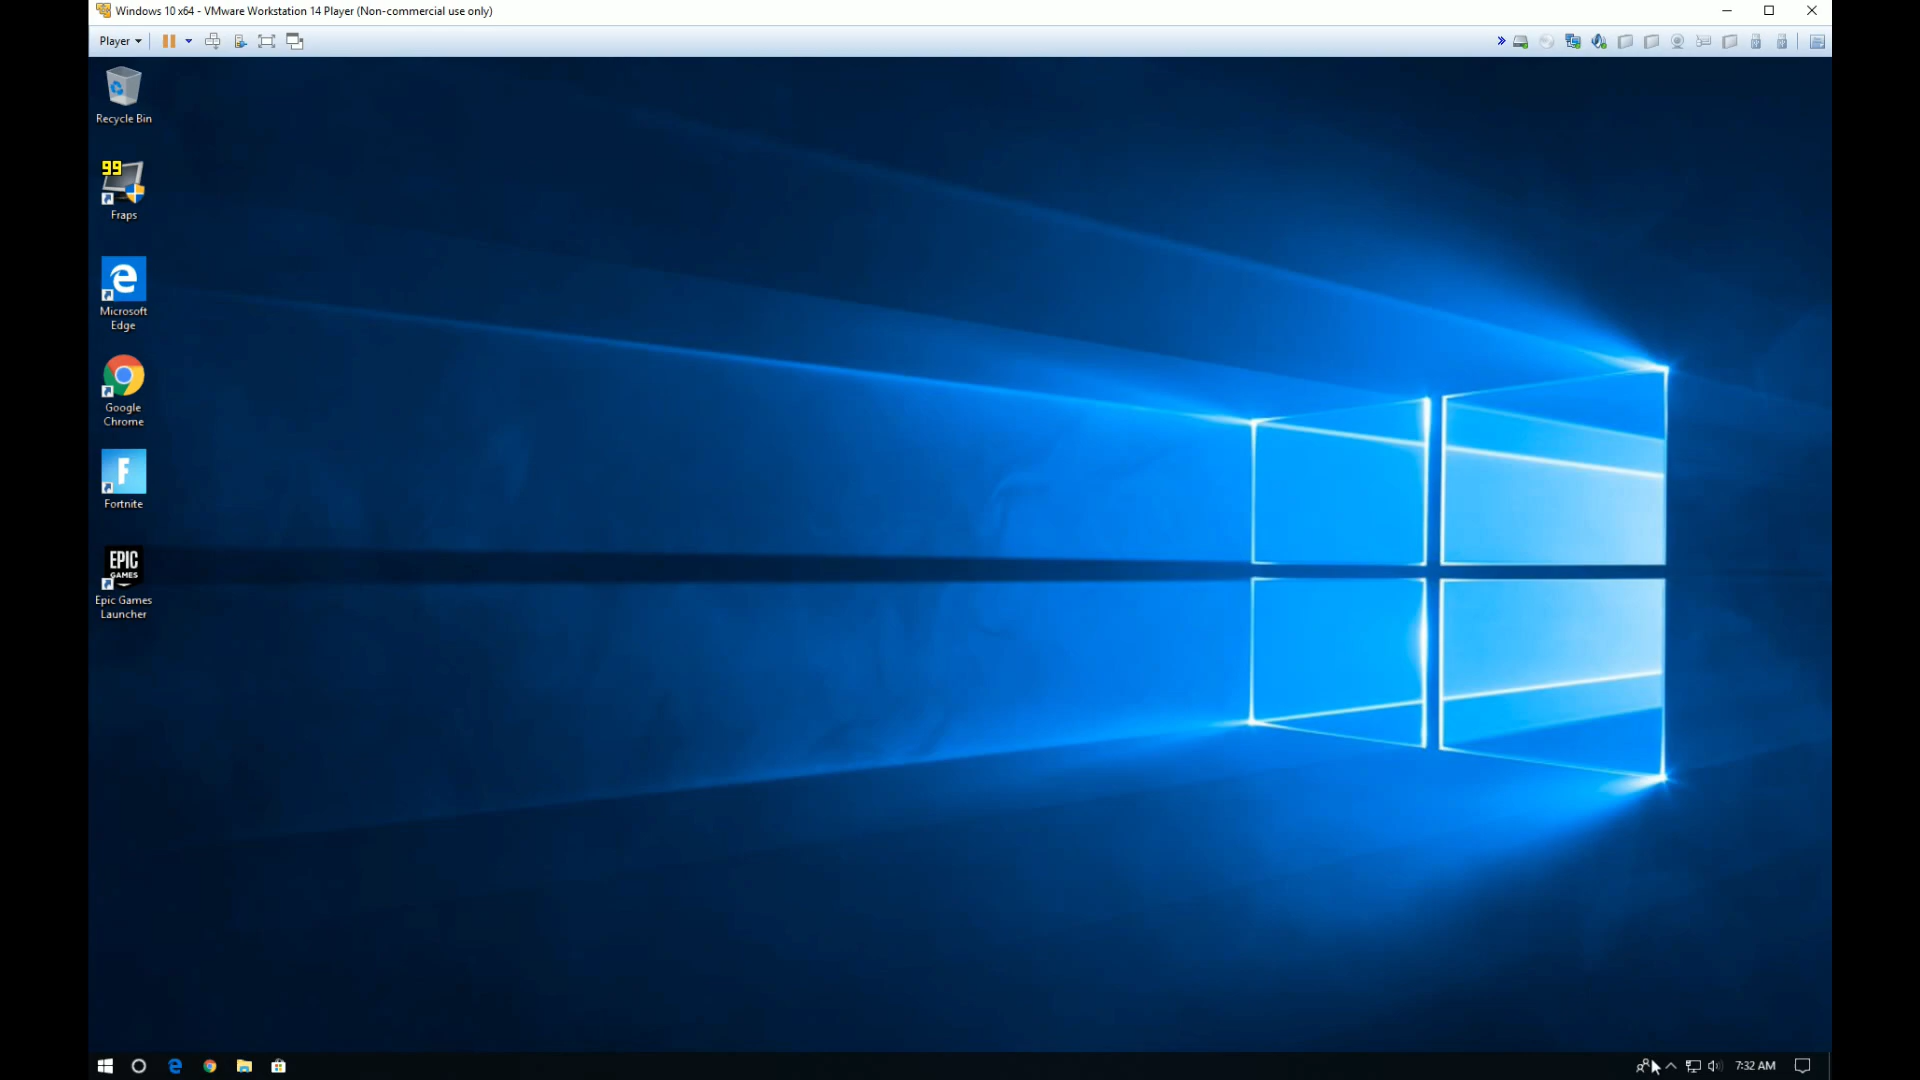 Windows 10 x64 - VMware Workstation 14 Player (Non-commercial use only)
Player
Recycle Bin
99
Fraps
Microsoft
Edge
Google
Chrome
F
Fortnite
EPIC
GAMES
Epic Games
Launcher
7:32 AM